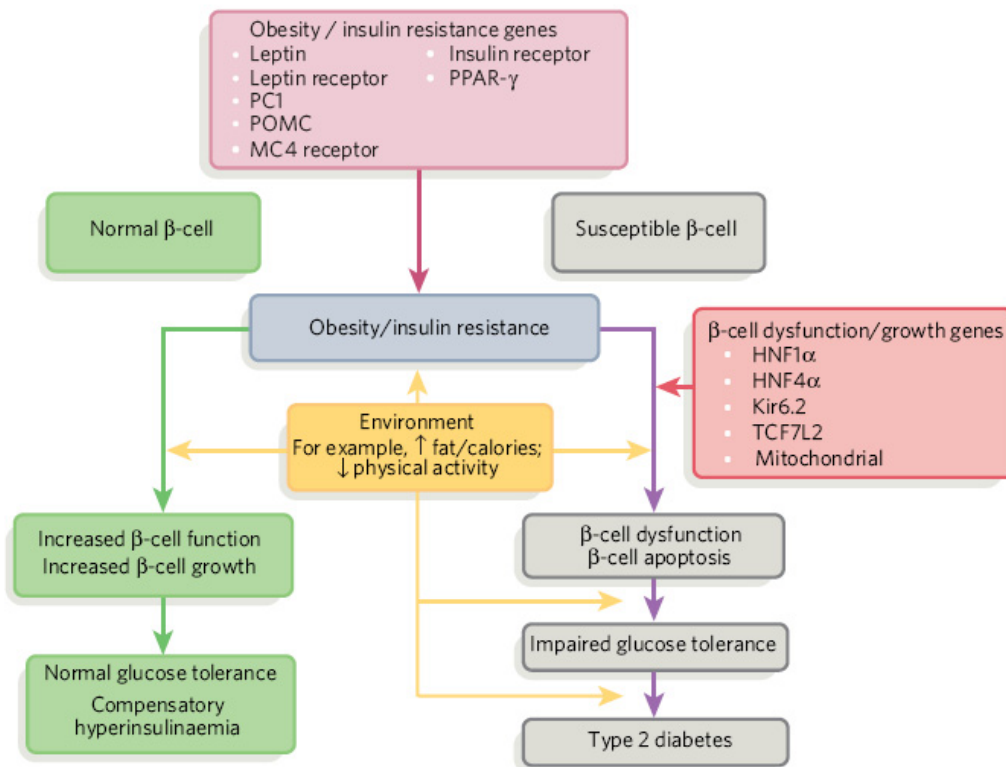 Obesity / insulin resistance genes
Leptin
Leptin receptor
PC1
POMC
MC4 receptor
Insulin receptor
PPAR-γ
Normal β-cell
Susceptible β-cell
Obesity/insulin resistance
β-cell dysfunction/growth genes
HNF1α
HNF4α
Kir6.2
TCF7L2
Mitochondrial
Environment
For example, ↑ fat/calories;
↓ physical activity
Increased β-cell function
Increased β-cell growth
β-cell dysfunction
β-cell apoptosis
Normal glucose tolerance
Compensatory
hyperinsulinaemia
Impaired glucose tolerance
Type 2 diabetes